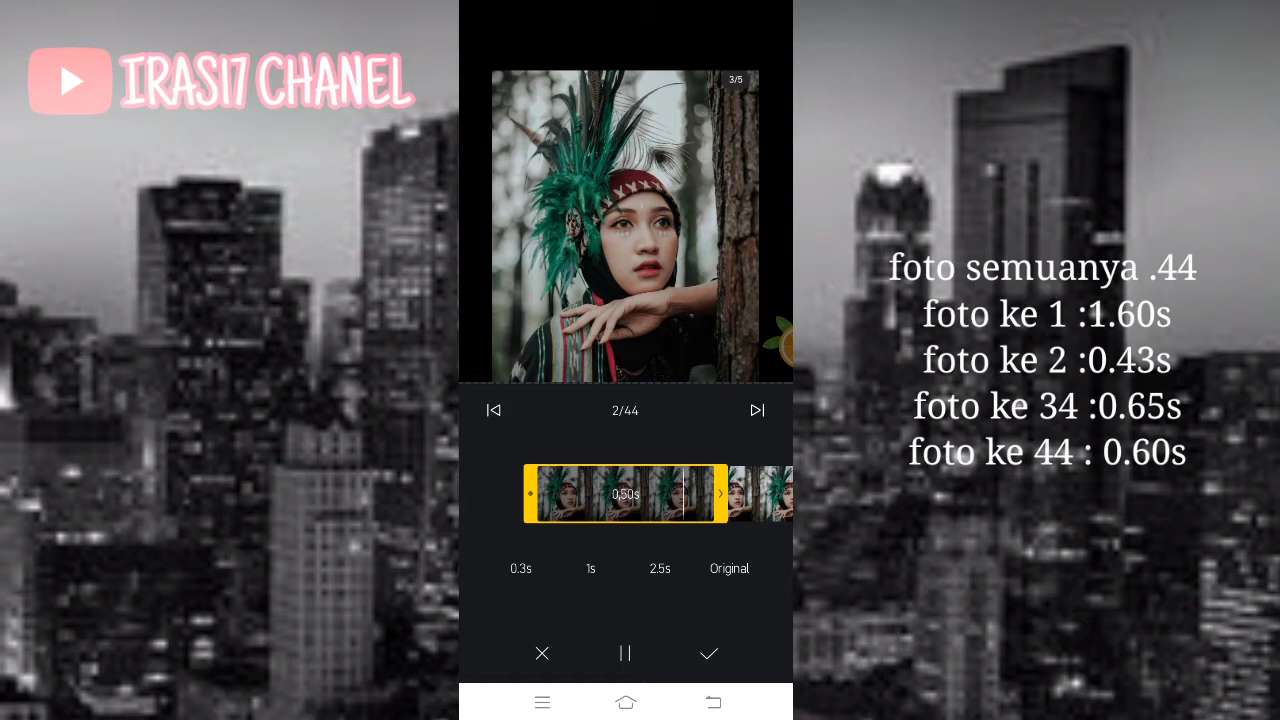 IRASI7 CHANEL
3/5
2/44
0,50s
0.3s
1s
2.5s
Original
foto semuanya .44
foto ke 1 :1.60s
foto ke 2 :0.43s
foto ke 34 :0.65s
foto ke 44 : 0.60s